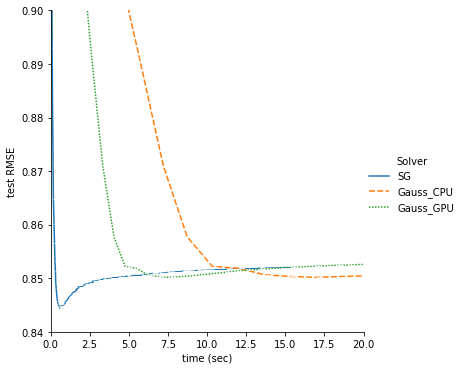 0.90
0.89
0.88
0.87
0.86
0.85
0.84
test RMSE
0.0 2.5 5.0 7.5 10.0 12.5 15.0 17.5 20.0
time (sec)
Solver
SG
Gauss_CPU
Gauss_GPU